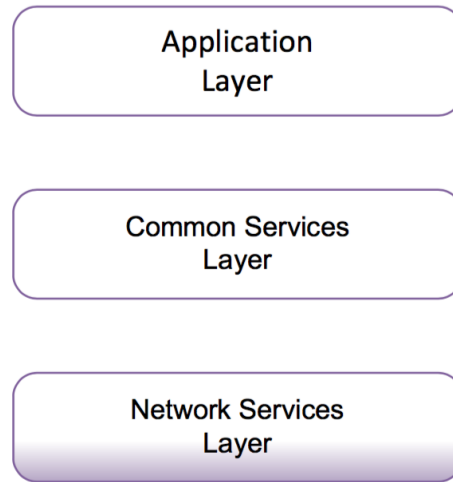 Application
Layer
Common Services
Layer
Network Services
Layer